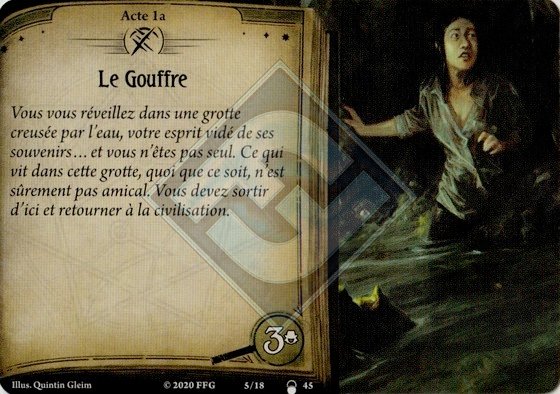 Acte 1a
Le Gouffre
Vous vous réveillez dans une grotte
creusée par l'eau, votre esprit vidé de ses
souvenirs… et vous n'êtes pas seul. Ce qui
vit dans cette grotte, quoi que ce soit, n'est
sûrement pas amical. Vous devez sortir
d'ici et retourner à la civilisation.
3
Illus. Quintin Gleim © 2020 FFG 5/18 45